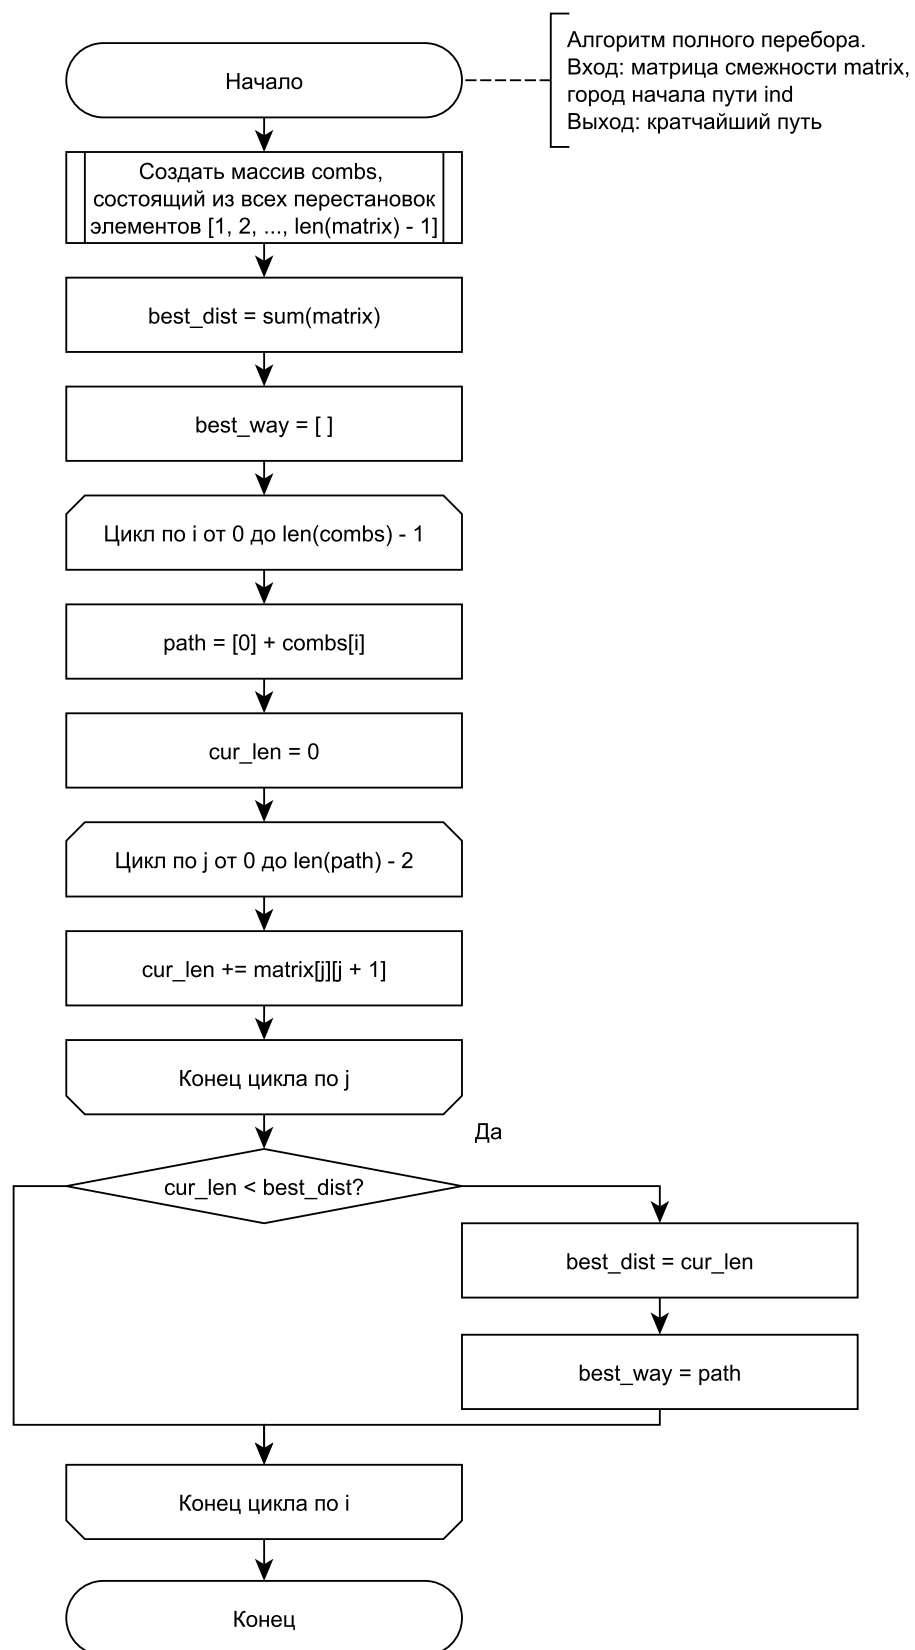 Начало
Алгоритм полного перебора.
Вход: матрица смежности matrix,
город начала пути ind
Выход: кратчайший путь
Создать массив combs,
состоящий из всех перестановок
элементов [1, 2, ..., len(matrix) - 1]
best_dist = sum(matrix)
best_way = [ ]
Цикл по i от 0 до len(combs) - 1
path = [0] + combs[i]
cur_len = 0
Цикл по j от 0 до len(path) - 2
cur_len += matrix[j][j + 1]
Конец цикла по j
Да
cur_len < best_dist?
best_dist = cur_len
best_way = path
Конец цикла по i
Конец